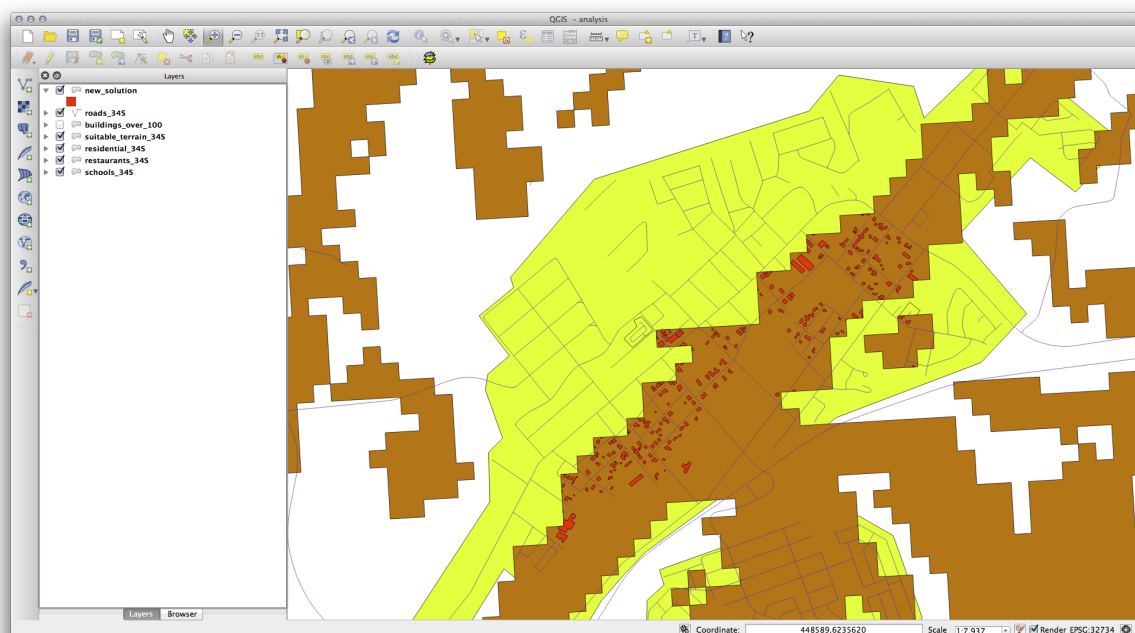 QGIS - analysis
Layers
new_solution
roads_34S
buildings_over_100
suitable_terrain_34S
residential_34S
restaurants_34S
schools_34S
Layers Browser
Coordinate: 448589,6235620 Scale 1:7,937 Render EPSG:32734